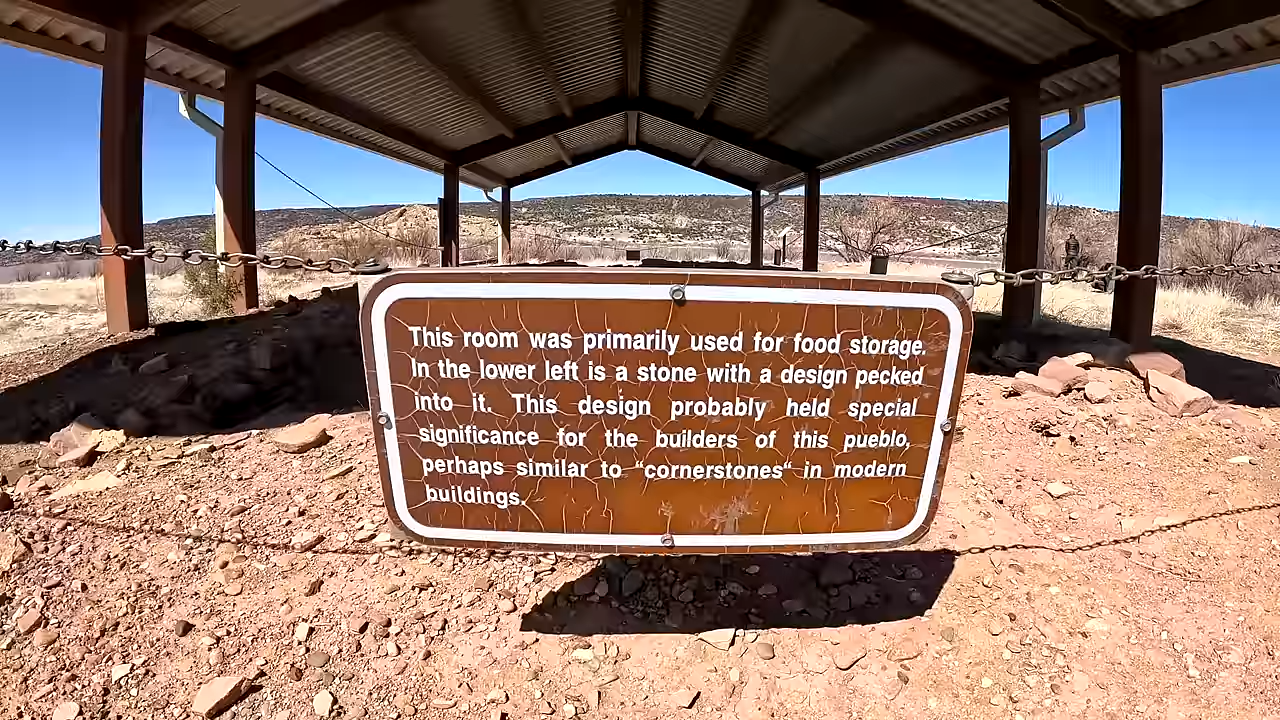 This room was primarily used for food storage.
In the lower left is a stone with a design pecked
into it. This design probably held special
significance for the builders of this pueblo,
perhaps similar to "cornerstones" in modern
buildings.